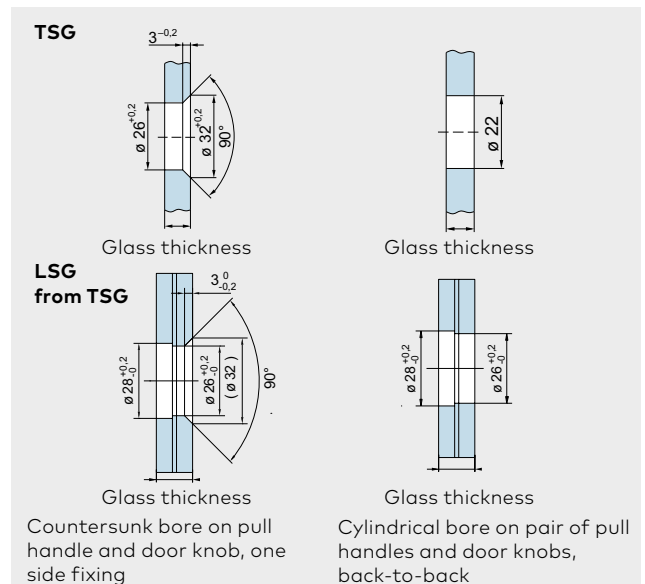 TSG
3-0,2
ø 26+0,2
ø 32+0,2
90°
ø 22
Glass thickness
Glass thickness
LSG
from TSG
3 0 -0,2
ø 28+0,2 -0
ø 26+0,2 -0
( ø 32 )
90°
ø 28+0,2 -0
ø 26+0,2 -0
Glass thickness
Glass thickness
Countersunk bore on pull
handle and door knob, one
side fixing
Cylindrical bore on pair of pull
handles and door knobs,
back-to-back